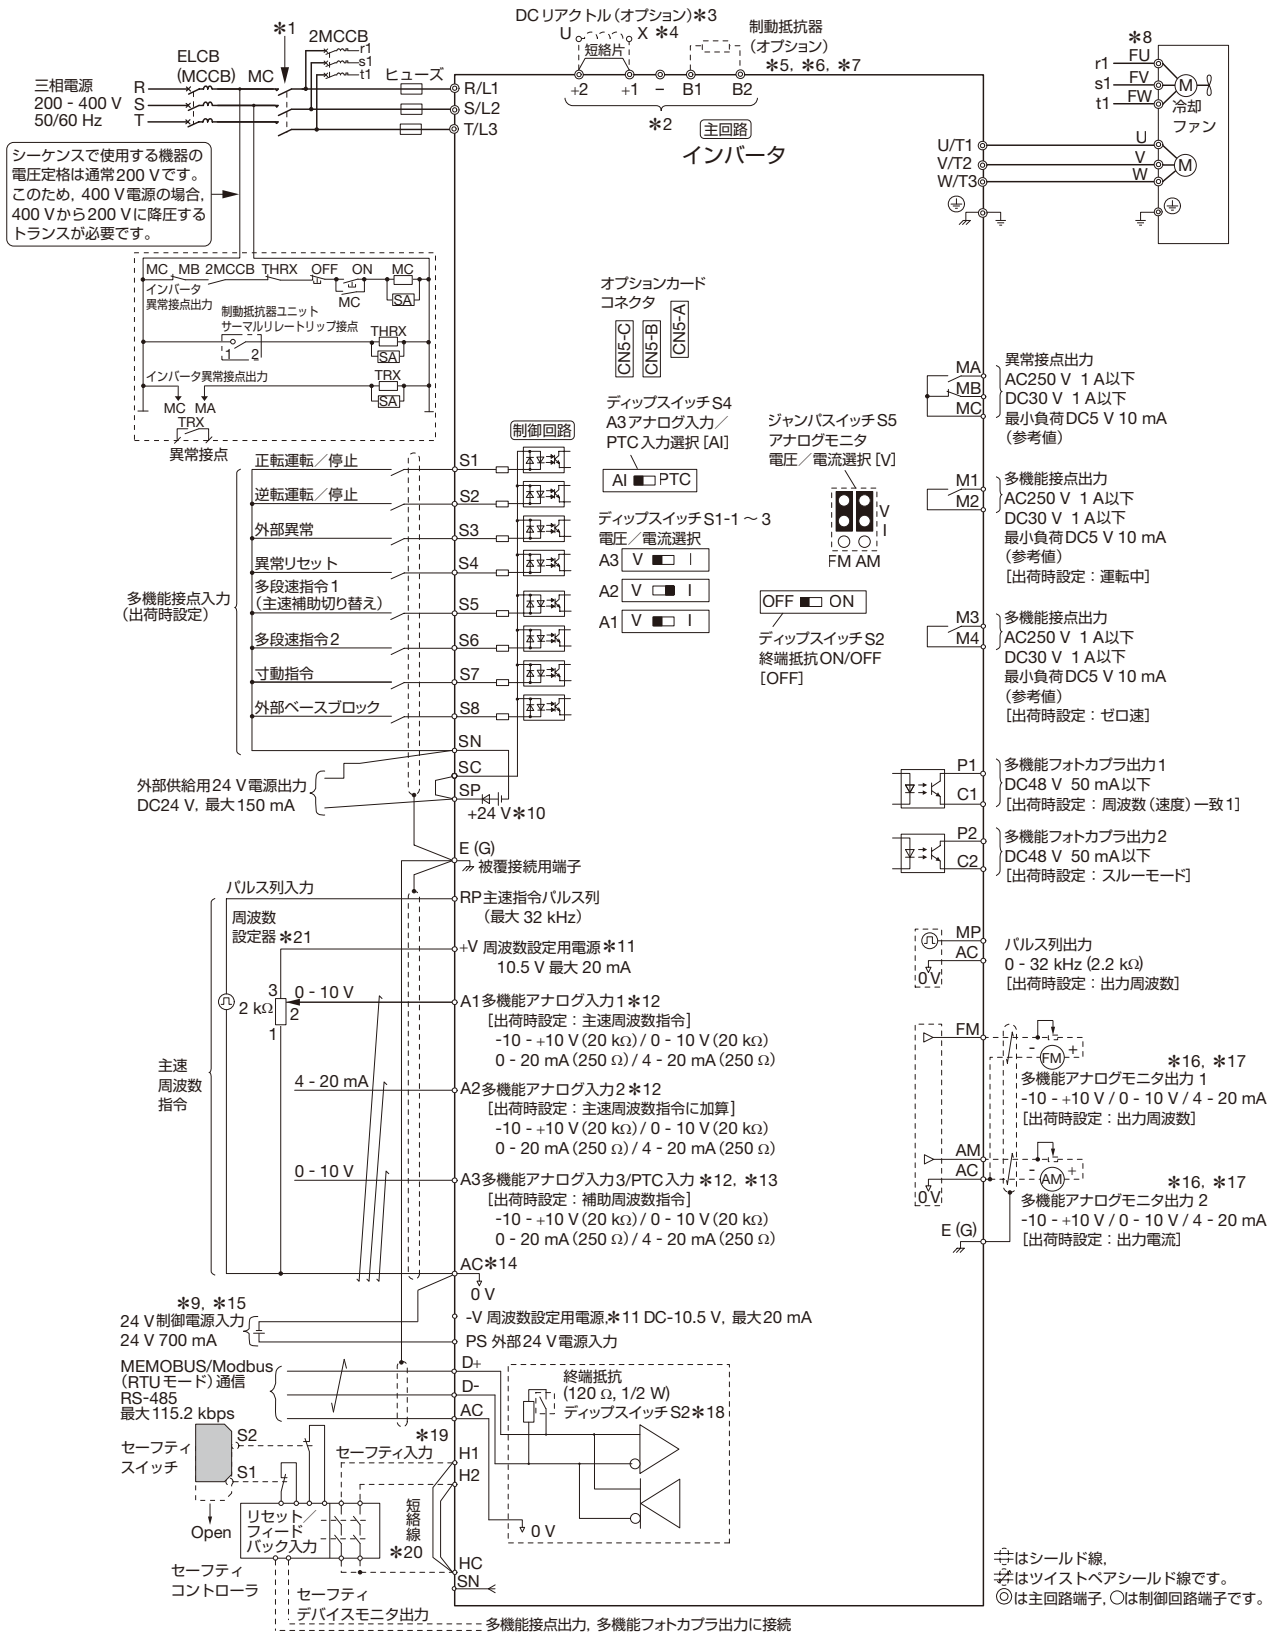 DCリアクトル(オプション)*3
U X *4
短絡片
制動抵抗器
(オプション)
*5, *6, *7
+2 +1 − B1 B2
*2
主回路
インバータ
*1
2MCCB
r1
s1
t1
ELCB
(MCCB)
MC
ヒューズ
三相電源
200 - 400 V
50/60 Hz
R
S
T
R/L1
S/L2
T/L3
*8
r1 FU
s1 FV
t1 FW
M
冷却
ファン
U/T1 U
V/T2 V
W/T3 W
M
シーケンスで使用する機器の
電圧定格は通常200 Vです。
このため, 400 V電源の場合,
400 Vから200 Vに降圧する
トランスが必要です。
MC MB 2MCCB THRX OFF ON MC
インバータ
異常接点出力
MC
SA
制動抵抗器ユニット
サーマルリレートリップ接点
1 2
THRX
SA
インバータ異常接点出力
TRX
SA
MC MA
TRX
異常接点
オプションカード
コネクタ
CN5-C
CN5-B
CN5-A
ディップスイッチS4
A3アナログ入力/
PTC入力選択[AI]
AI PTC
ディップスイッチS1-1 ~ 3
電圧/電流選択
A3 V I
A2 V I
A1 V I
ジャンパスイッチS5
アナログモニタ
電圧/電流選択[V]
V
I
FM AM
OFF ON
ディップスイッチS2
終端抵抗ON/OFF
[OFF]
制御回路
多機能接点入力
(出荷時設定)
正転運転/停止 S1
逆転運転/停止 S2
外部異常 S3
異常リセット S4
多段速指令1
(主速補助切り替え) S5
多段速指令2 S6
寸動指令 S7
外部ベースブロック S8
SN
SC
SP
+24 V*10
外部供給用24 V電源出力
DC24 V, 最大150 mA
E (G)
被覆接続用端子
パルス列入力
RP主速指令パルス列
(最大 32 kHz)
周波数
設定器*21
+V 周波数設定用電源*11
10.5 V 最大 20 mA
3
2 kΩ
2
1
0 - 10 V
A1多機能アナログ入力1*12
[出荷時設定:主速周波数指令]
-10 - +10 V(20 kΩ) / 0 - 10 V(20 kΩ)
0 - 20 mA(250 Ω) / 4 - 20 mA(250 Ω)
主速
周波数
指令
4 - 20 mA
A2多機能アナログ入力2*12
[出荷時設定:主速周波数指令に加算]
-10 - +10 V(20 kΩ) / 0 - 10 V(20 kΩ)
0 - 20 mA(250 Ω) / 4 - 20 mA(250 Ω)
0 - 10 V
A3多機能アナログ入力3/PTC入力 *12, *13
[出荷時設定:補助周波数指令]
-10 - +10 V(20 kΩ) / 0 - 10 V(20 kΩ)
0 - 20 mA(250 Ω) / 4 - 20 mA(250 Ω)
AC*14
0 V
*9, *15
24 V制御電源入力
24 V 700 mA
-V 周波数設定用電源,*11 DC-10.5 V, 最大20 mA
PS 外部24 V電源入力
MEMOBUS/Modbus
(RTUモード)通信
RS-485
最大115.2 kbps
D+
D-
AC
終端抵抗
(120 Ω, 1/2 W)
ディップスイッチS2*18
0 V
セーフティ
スイッチ
S2
S1
Open
*19
セーフティ入力
H1
H2
短絡線
*20
リセット/
フィード
バック入力
HC
SN
セーフティ
コントローラ
セーフティ
デバイスモニタ出力
多機能接点出力, 多機能フォトカプラ出力に接続
MA
MB
MC
異常接点出力
AC250 V 1 A以下
DC30 V 1 A以下
最小負荷DC5 V 10 mA
(参考値)
M1
M2
多機能接点出力
AC250 V 1 A以下
DC30 V 1 A以下
最小負荷DC5 V 10 mA
(参考値)
[出荷時設定:運転中]
M3
M4
多機能接点出力
AC250 V 1 A以下
DC30 V 1 A以下
最小負荷DC5 V 10 mA
(参考値)
[出荷時設定:ゼロ速]
P1
C1
多機能フォトカプラ出力1
DC48 V 50 mA以下
[出荷時設定:周波数(速度)一致1]
P2
C2
多機能フォトカプラ出力2
DC48 V 50 mA以下
[出荷時設定:スルーモード]
MP
AC
0 V
パルス列出力
0 - 32 kHz (2.2 kΩ)
[出荷時設定:出力周波数]
FM
- FM +
*16, *17
多機能アナログモニタ出力 1
-10 - +10 V / 0 - 10 V / 4 - 20 mA
[出荷時設定:出力周波数]
AM
AC
0 V
- AM +
*16, *17
多機能アナログモニタ出力 2
-10 - +10 V / 0 - 10 V / 4 - 20 mA
[出荷時設定:出力電流]
E (G)
はシールド線,
はツイストペアシールド線です。
◎は主回路端子, ○は制御回路端子です。